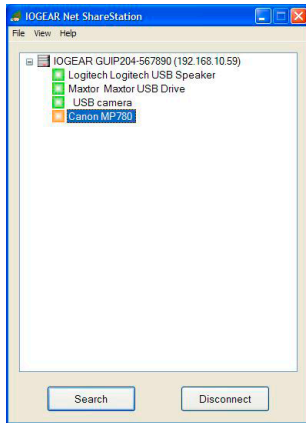 IOGEAR Net ShareStation
File View Help
IOGEAR GUIP204-567890 (192.168.10.59)
Logitech Logitech USB Speaker
Maxtor Maxtor USB Drive
USB camera
Canon MP780
Search Disconnect